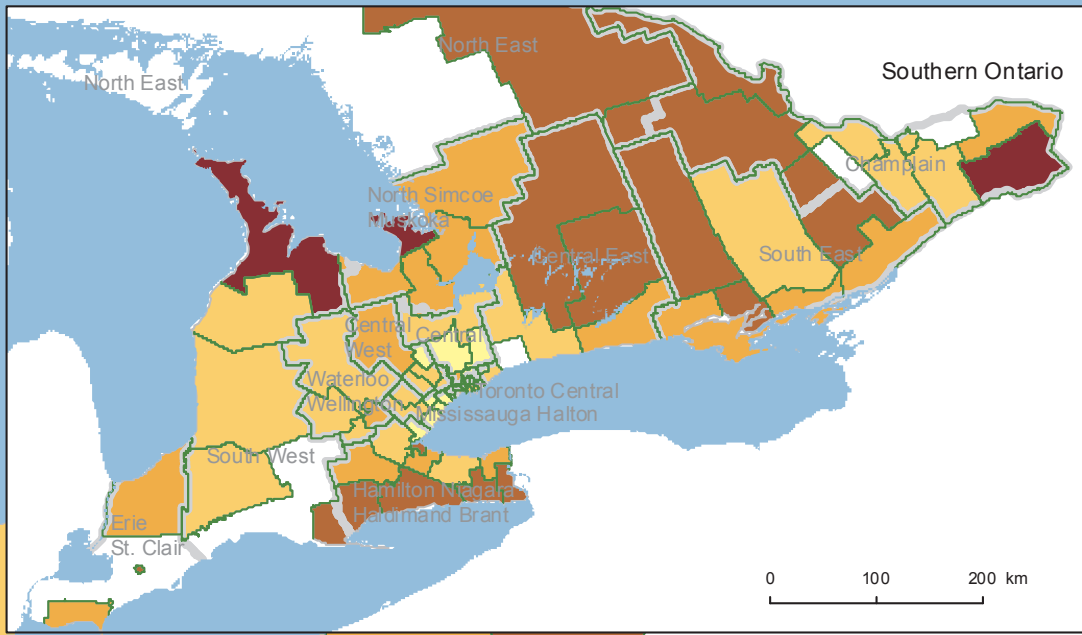 North East
Southern Ontario
North East
Champlain
North Simcoe
Muskoka
Central East
South East
Central
West
Central
Waterloo
Wellington
Toronto Central
Mississauga Halton
South West
Hamilton Niagara
Hardimand Brant
Erie
St. Clair
0 100 200 km